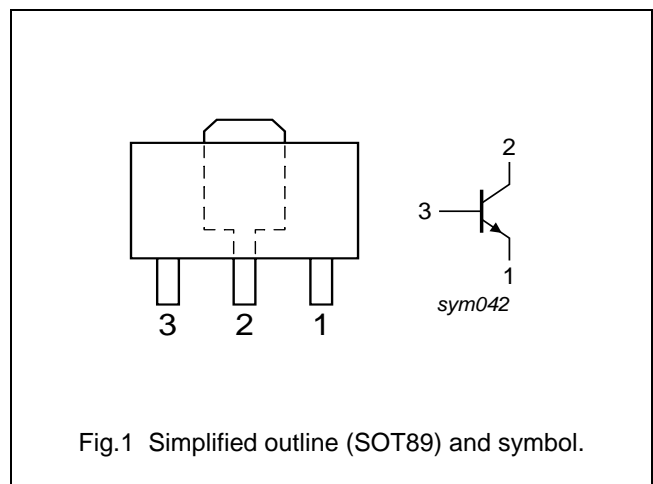 2
3
1
sym042
3 2 1
Fig.1 Simplified outline (SOT89) and symbol.